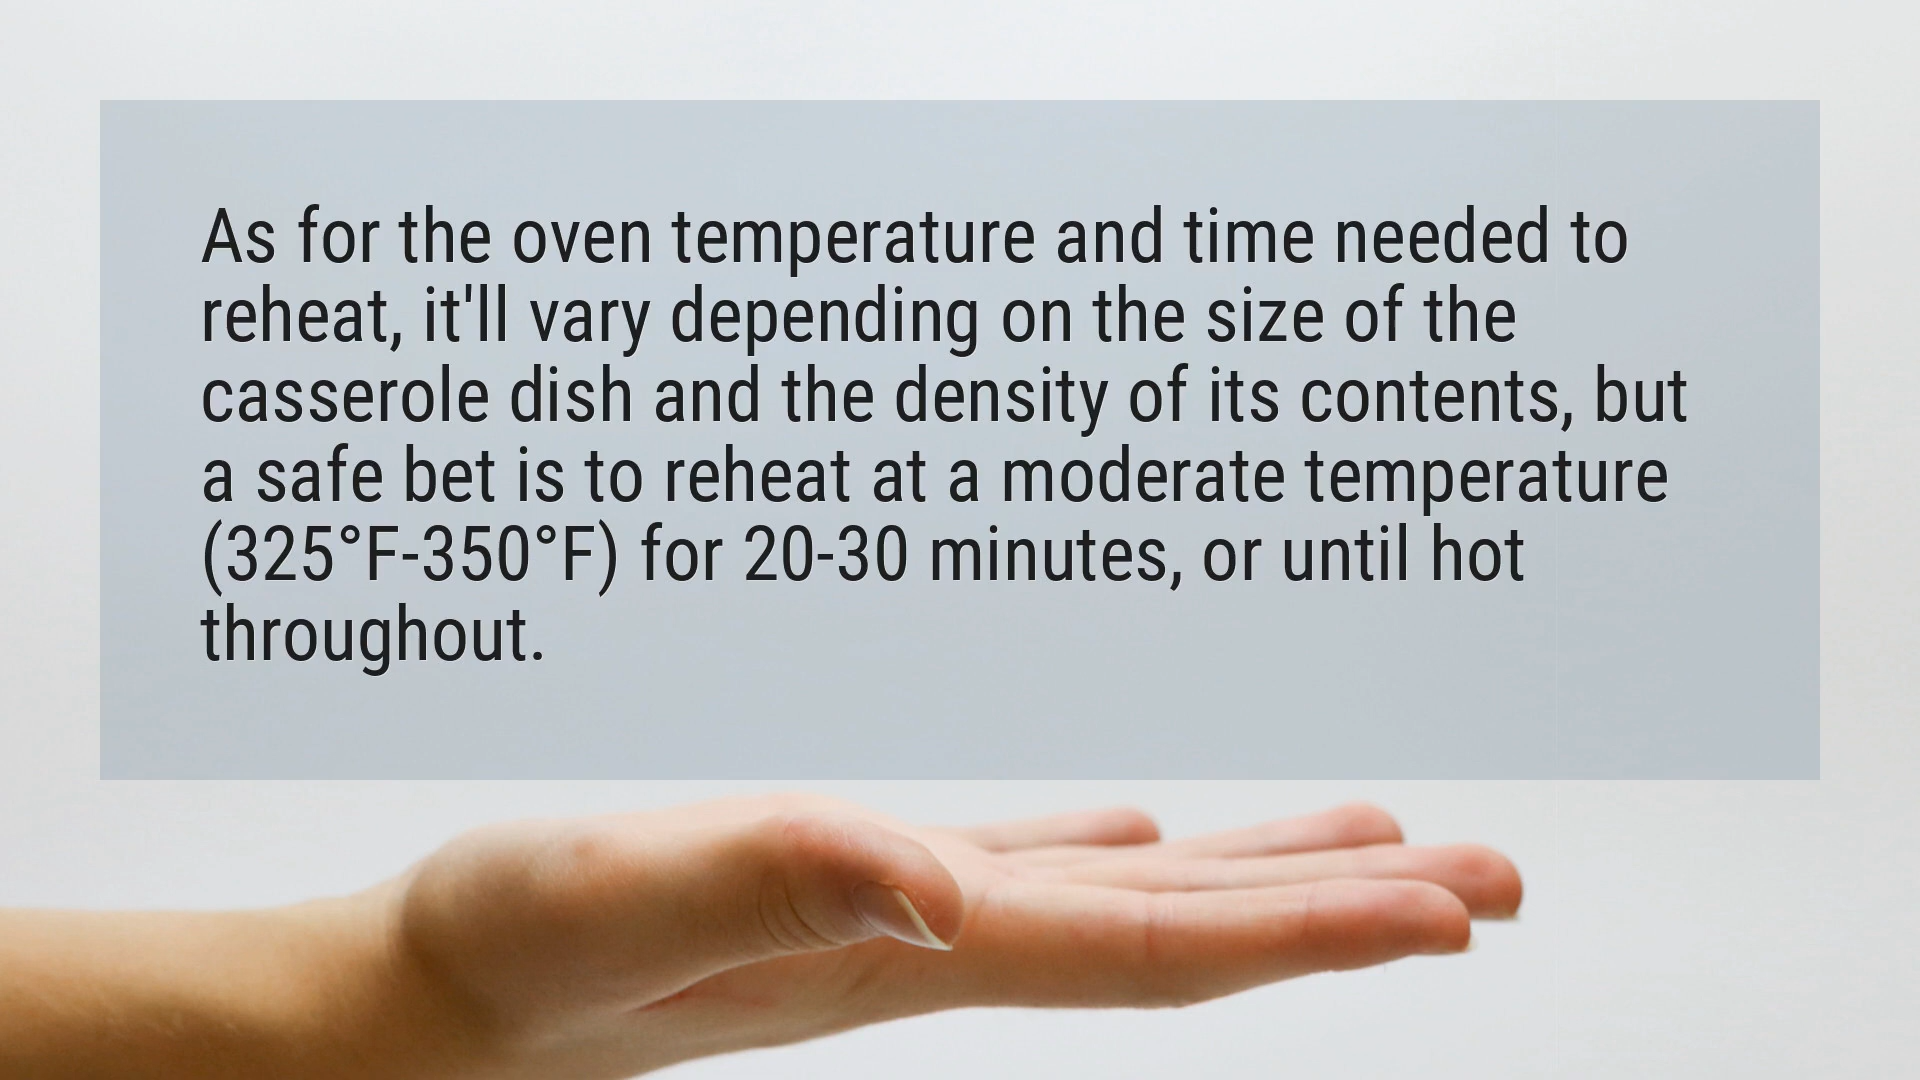 As for the oven temperature and time needed to
reheat, it'll vary depending on the size of the
casserole dish and the density of its contents, but
a safe bet is to reheat at a moderate temperature
(325°F-350°F) for 20-30 minutes, or until hot
throughout.